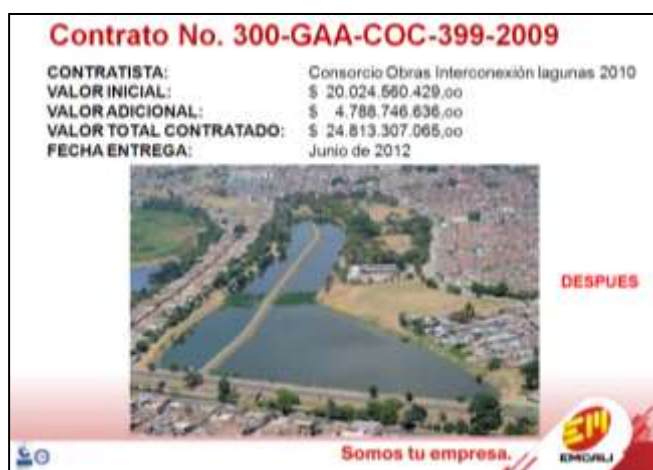 Contrato No. 300-GAA-COC-399-2009
CONTRATISTA: Consorcio Obras Interconexión lagunas 2010
VALOR INICIAL: $ 20.024.560.429,oo
VALOR ADICIONAL: $ 4.788.746.636,oo
VALOR TOTAL CONTRATADO: $ 24.813.307.065,oo
FECHA ENTREGA: Junio de 2012
DESPUES
Somos tu empresa.
EMCALI